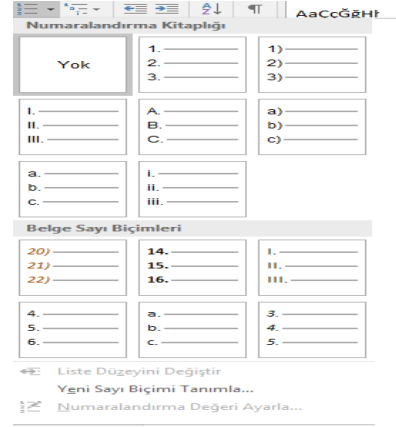 AaCcĞğHł
Numaralandırma Kitaplığı
Yok
1.
2.
3.
1)
2)
3)
I.
II.
III.
A.
B.
C.
a)
b)
c)
a.
b.
c.
i.
ii.
iii.
Belge Sayı Biçimleri
20)
21)
22)
14.
15.
16.
I.
II.
III.
4.
5.
6.
a.
b.
c.
3.
4.
5.
Liste Düzeyini Değiştir
Yeni Sayı Biçimi Tanımla...
Numaralandırma Değeri Ayarla...